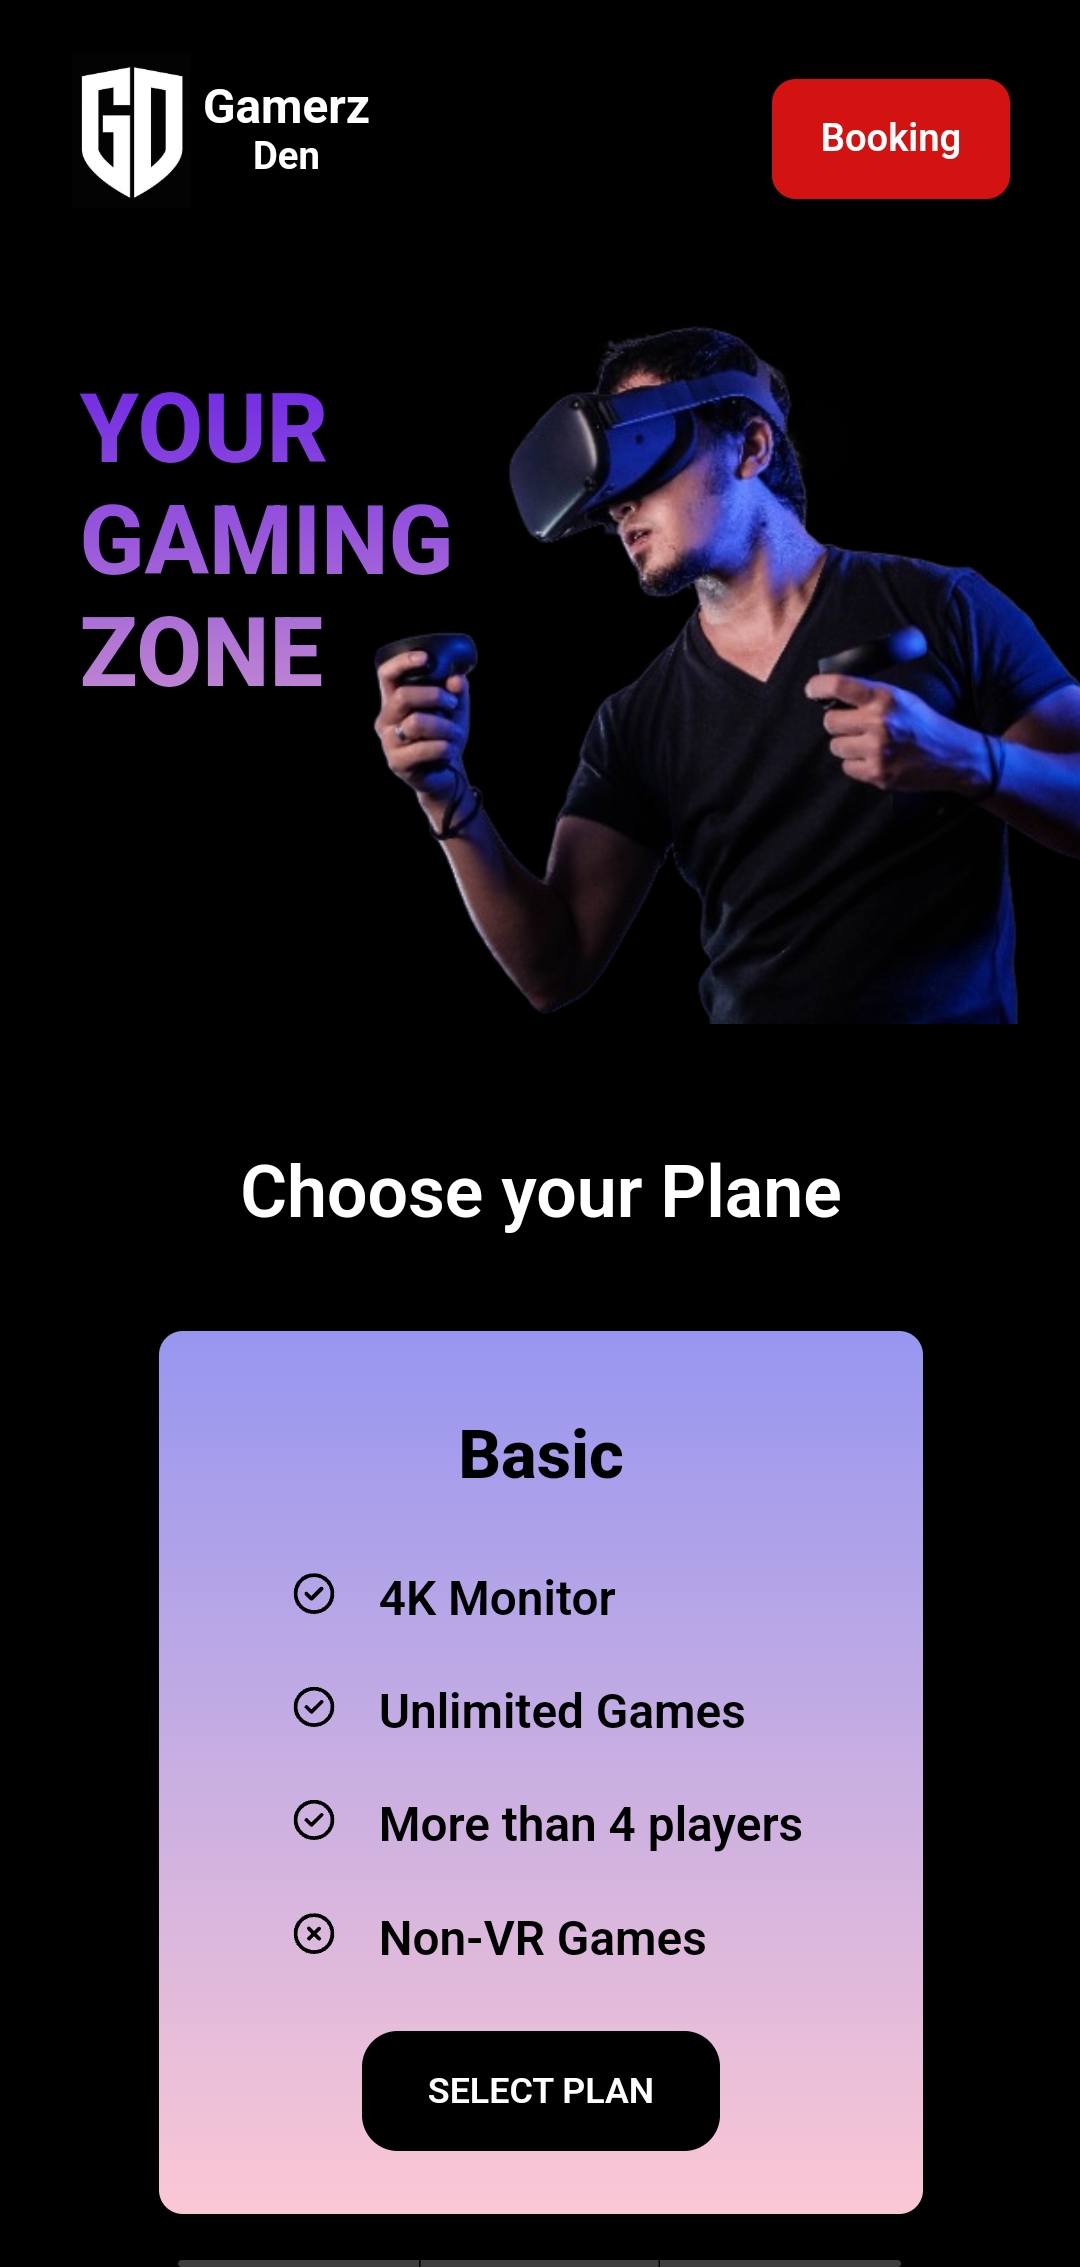 GD
Gamerz
Den
Booking
YOUR
GAMING
ZONE
Choose your Plane
Basic
4K Monitor
Unlimited Games
More than 4 players
Non-VR Games
SELECT PLAN